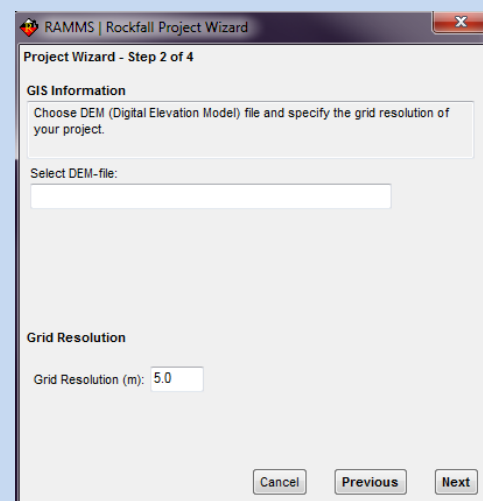 RAMMS | Rockfall Project Wizard
Project Wizard - Step 2 of 4
GIS Information
Choose DEM (Digital Elevation Model) file and specify the grid resolution of
your project.
Select DEM-file:
Grid Resolution
Grid Resolution (m): 5.0
Cancel Previous Next